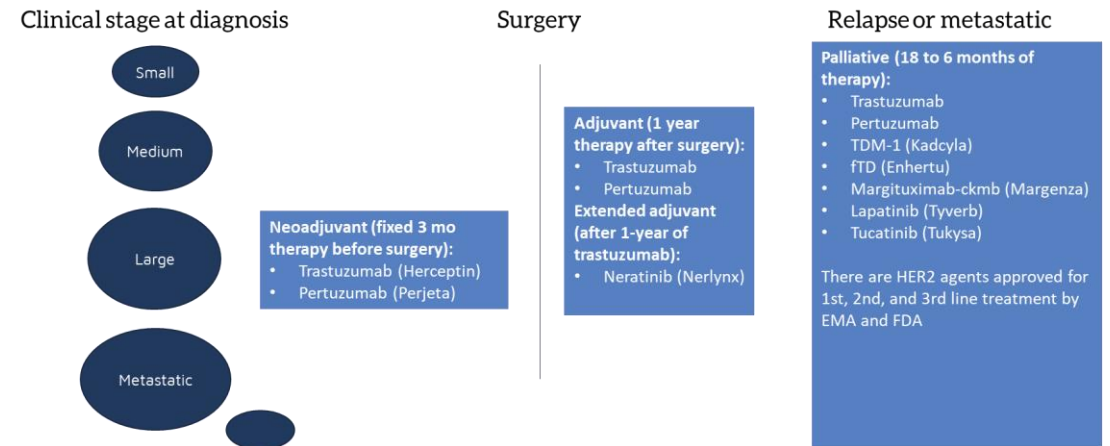 Clinical stage at diagnosis
Surgery
Relapse or metastatic
Small
Medium
Large
Metastatic
Neoadjuvant (fixed 3 mo
therapy before surgery):
• Trastuzumab (Herceptin)
• Pertuzumab (Perjeta)
Adjuvant (1 year
therapy after surgery):
• Trastuzumab
• Pertuzumab
Extended adjuvant
(after 1-year of
trastuzumab):
• Neratinib (Nerlynx)
Palliative (18 to 6 months of
therapy):
• Trastuzumab
• Pertuzumab
• TDM-1 (Kadcyla)
• fTD (Enhertu)
• Margituximab-ckmb (Margenza)
• Lapatinib (Tyverb)
• Tucatinib (Tukysa)
There are HER2 agents approved for
1st, 2nd, and 3rd line treatment by
EMA and FDA